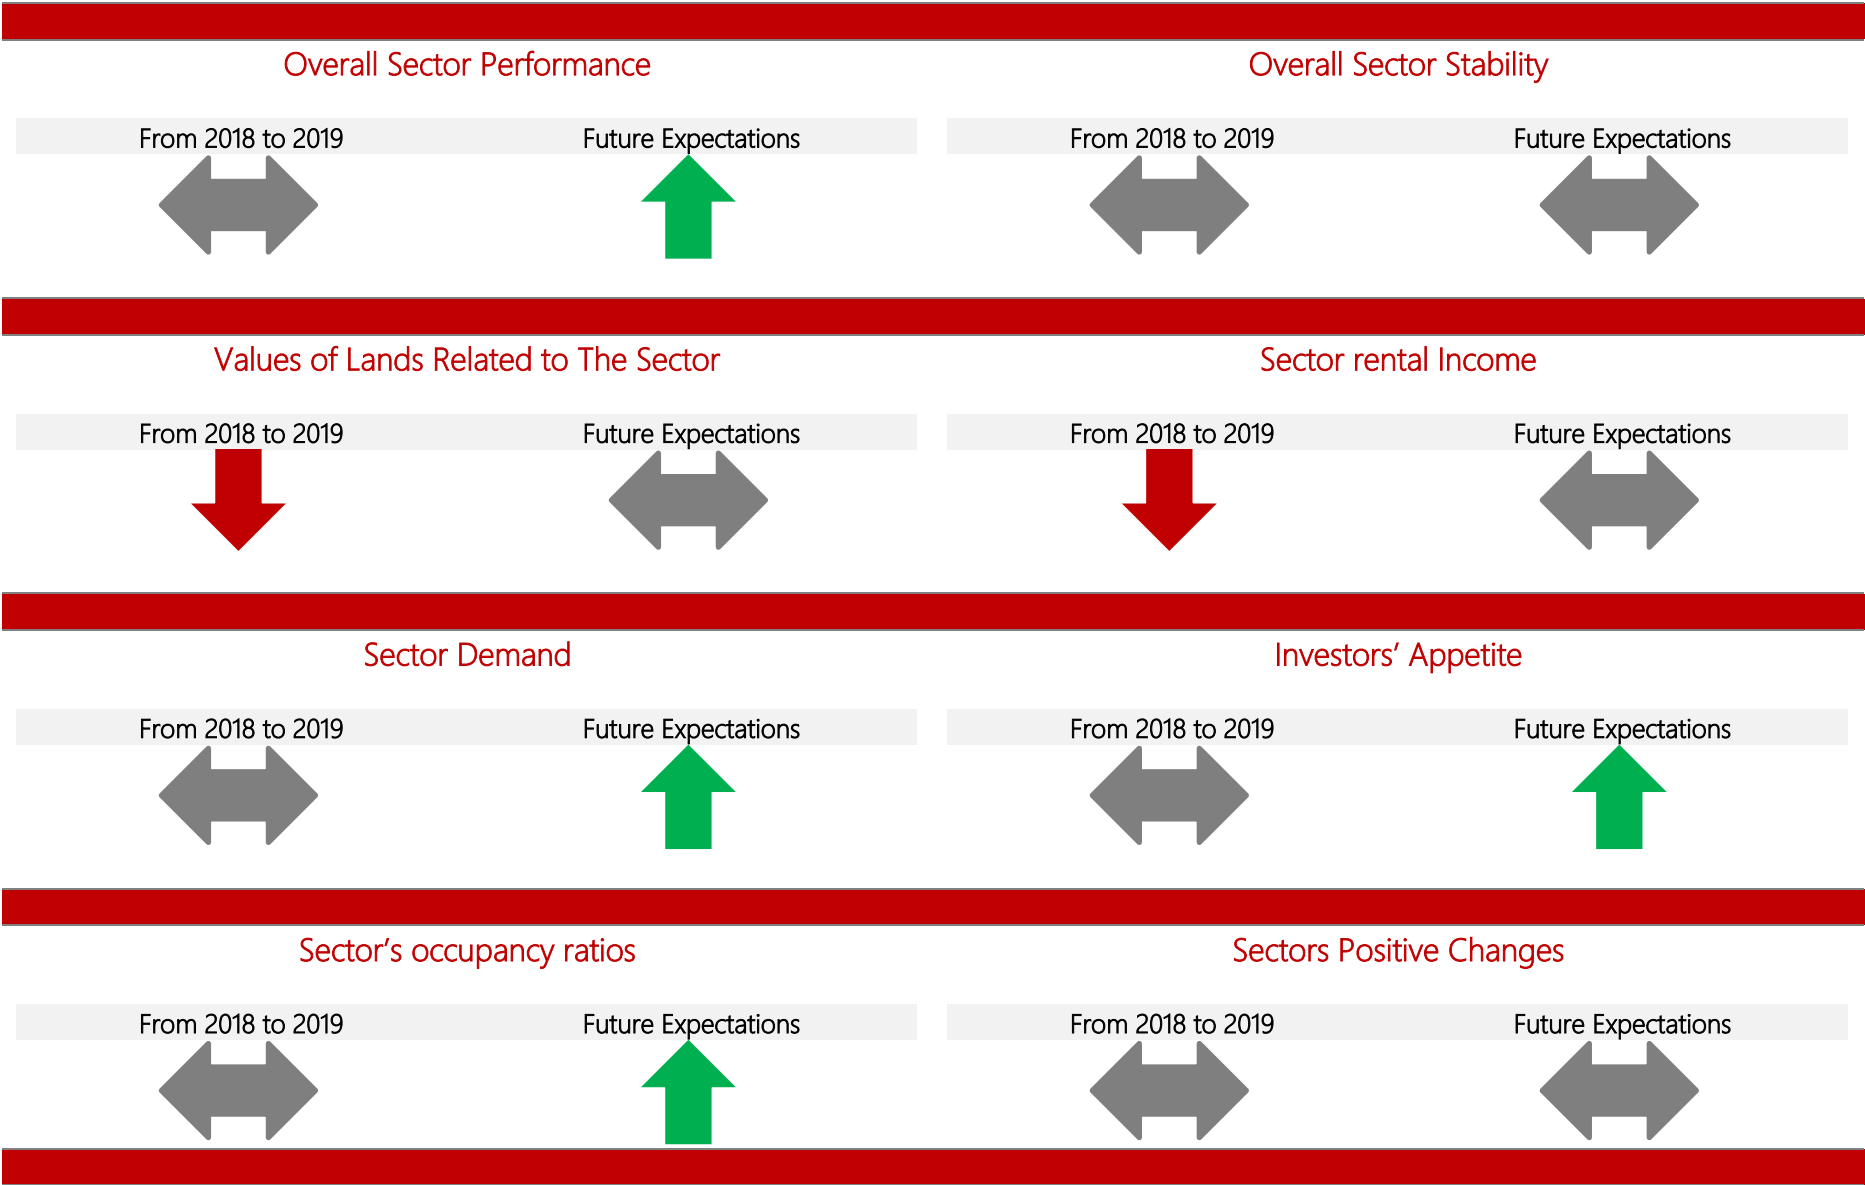 Overall Sector Performance
Overall Sector Stability
From 2018 to 2019
Future Expectations
From 2018 to 2019
Future Expectations
Values of Lands Related to The Sector
Sector rental Income
From 2018 to 2019
Future Expectations
From 2018 to 2019
Future Expectations
Sector Demand
Investors’ Appetite
From 2018 to 2019
Future Expectations
From 2018 to 2019
Future Expectations
Sector’s occupancy ratios
Sectors Positive Changes
From 2018 to 2019
Future Expectations
From 2018 to 2019
Future Expectations